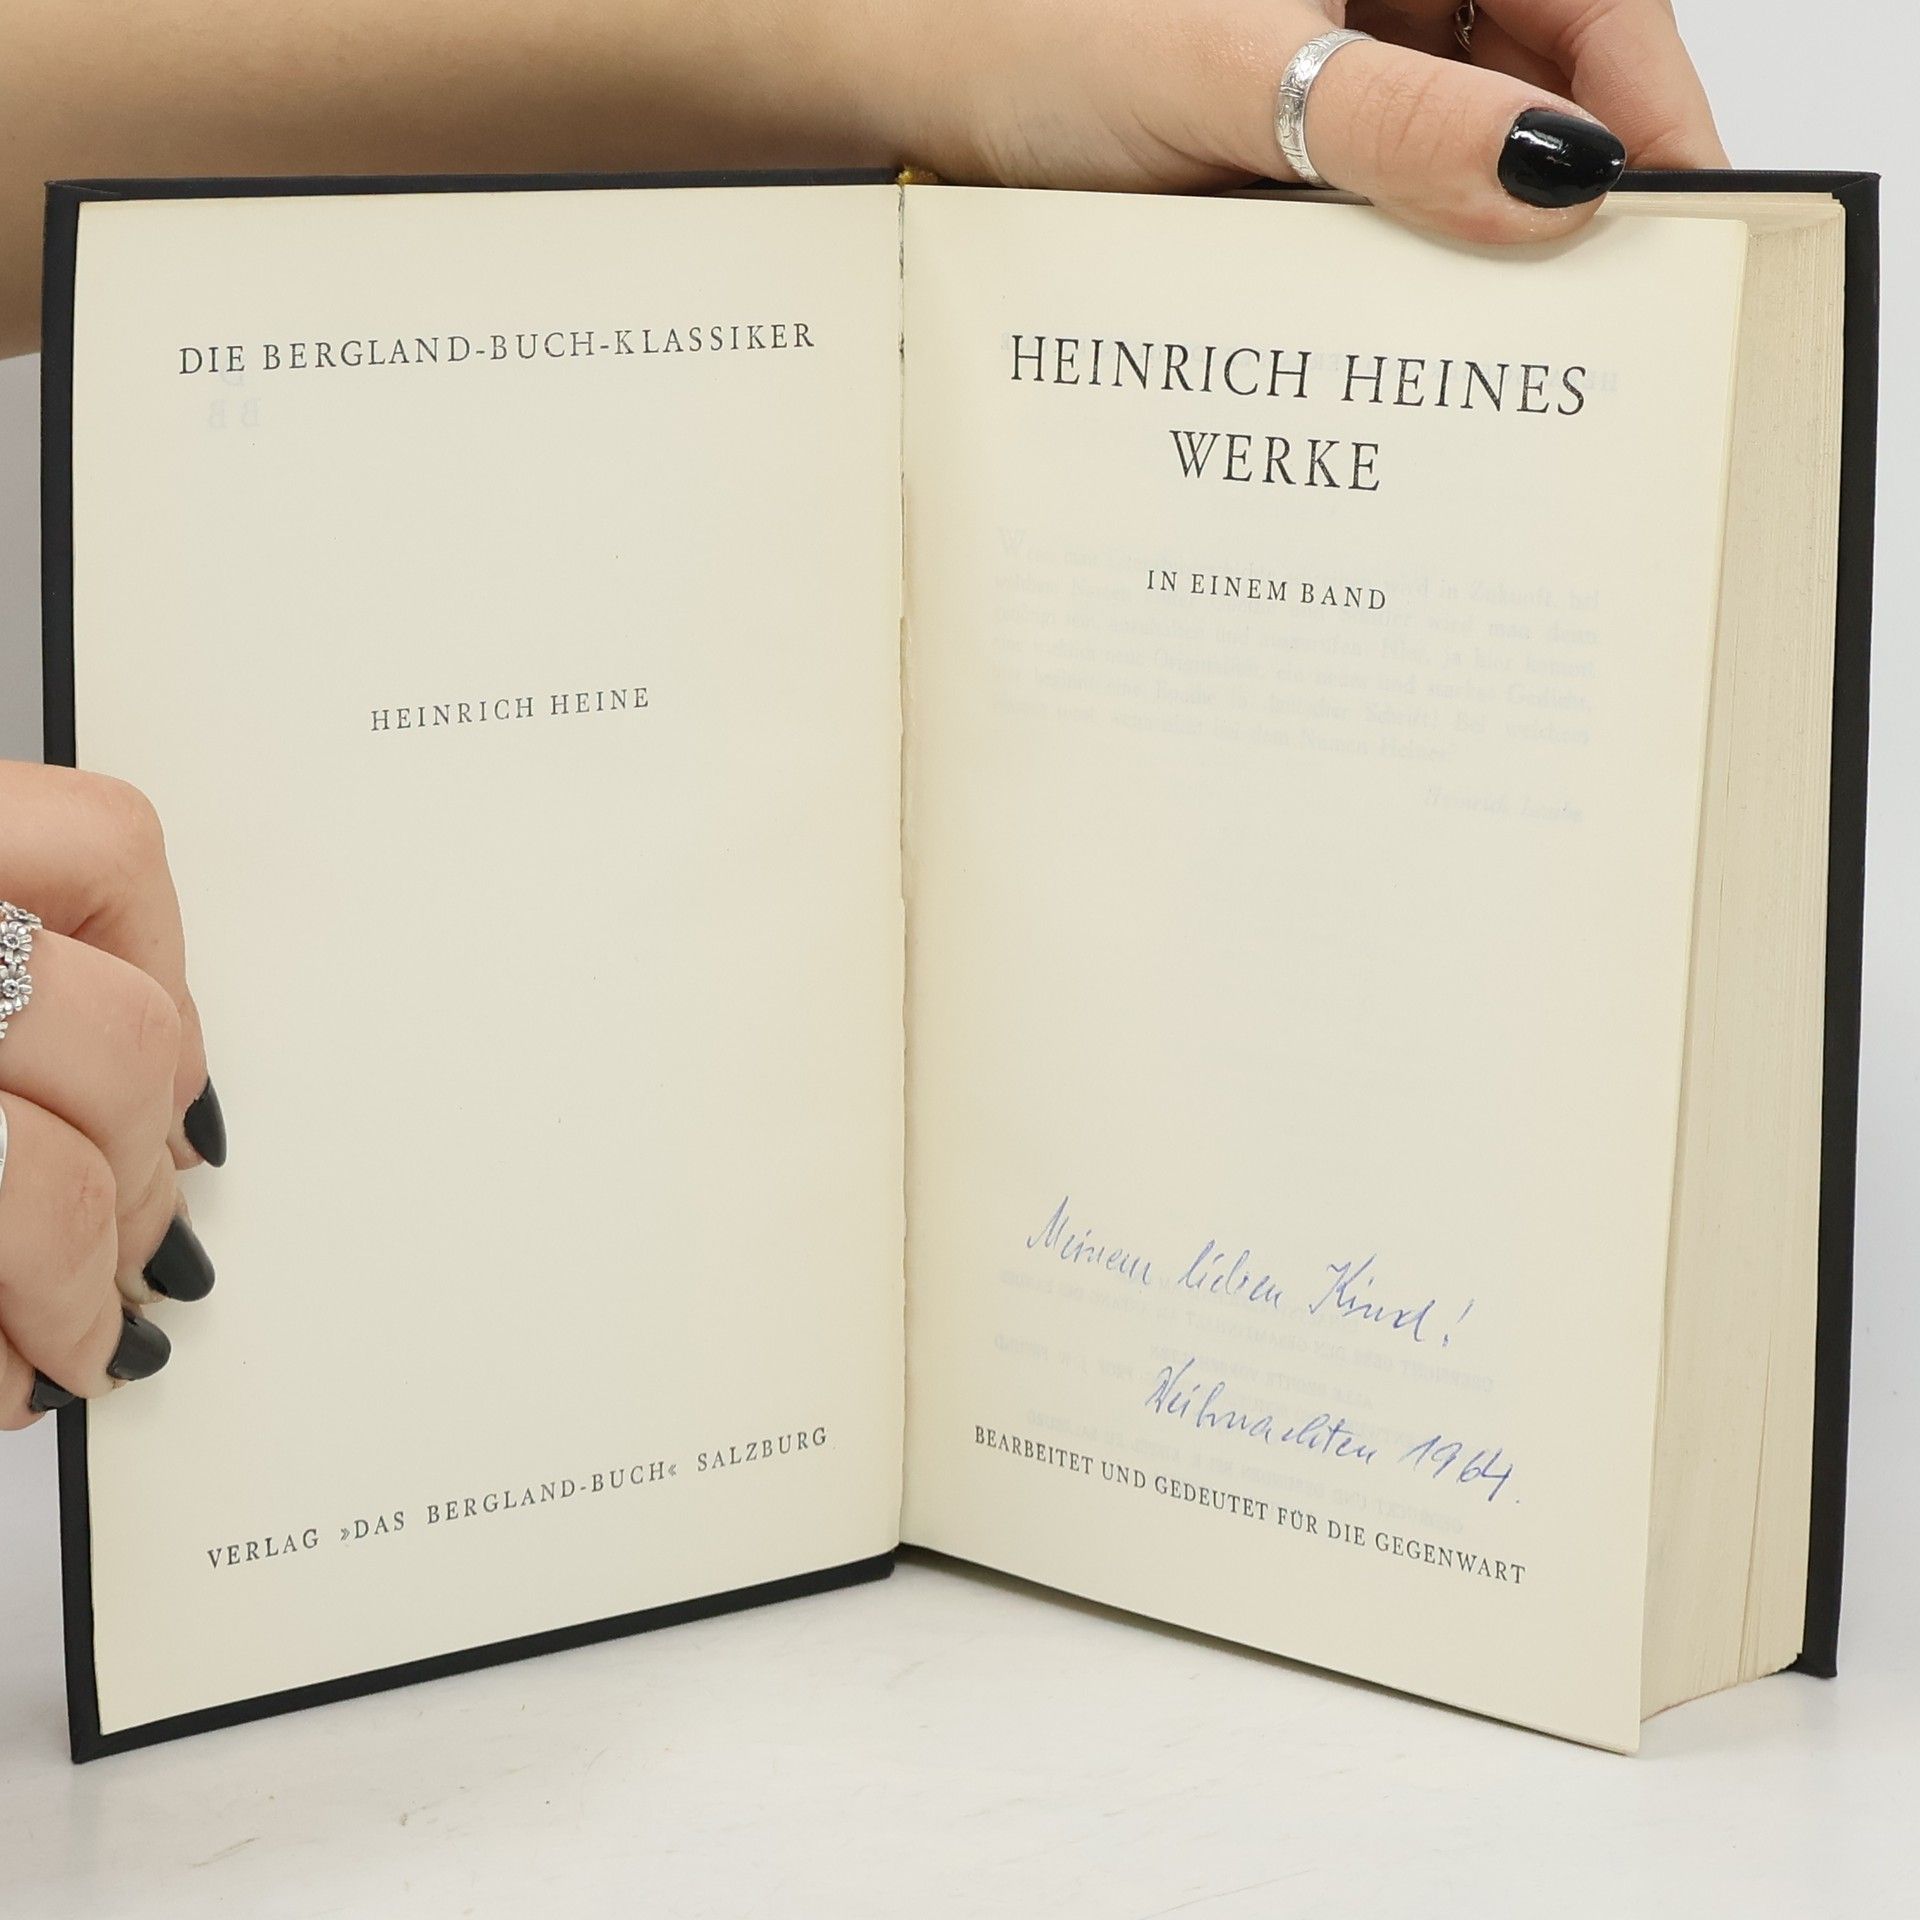 DIE BERGLAND-BUCH-KLASSIKER
HEINRICH HEINE
VERLAG »DAS BERGLAND-BUCH« SALZBURG
HEINRICH HEINES
WERKE
IN EINEM BAND
Meinem lieben Kind!
Weihnachten 1964.
BEARBEITET UND GEDEUTET FÜR DIE GEGENWART